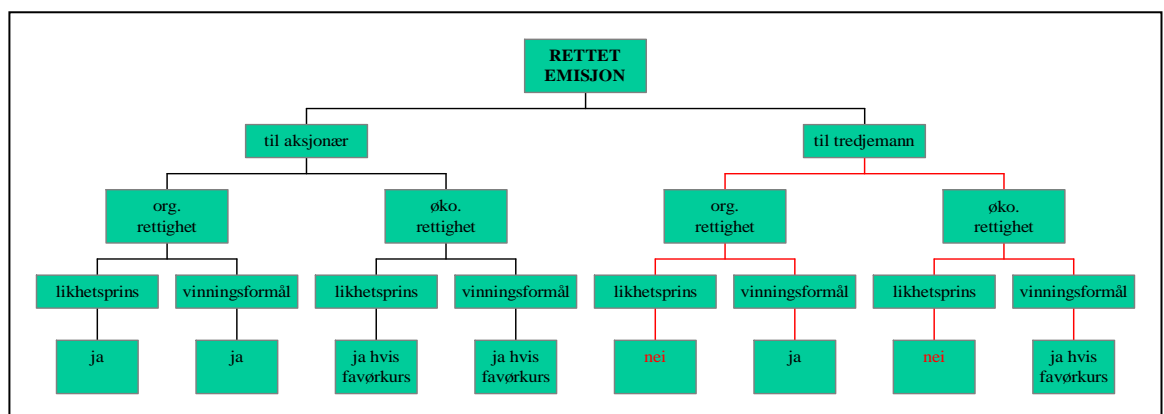 RETTET
EMISJON
til aksjonær
til tredjemann
org.
rettighet
øko.
rettighet
org.
rettighet
øko.
rettighet
likhetsprins
vinningsformål
likhetsprins
vinningsformål
likhetsprins
vinningsformål
likhetsprins
vinningsformål
ja
ja
ja hvis
favørkurs
ja hvis
favørkurs
nei
ja
nei
ja hvis
favørkurs